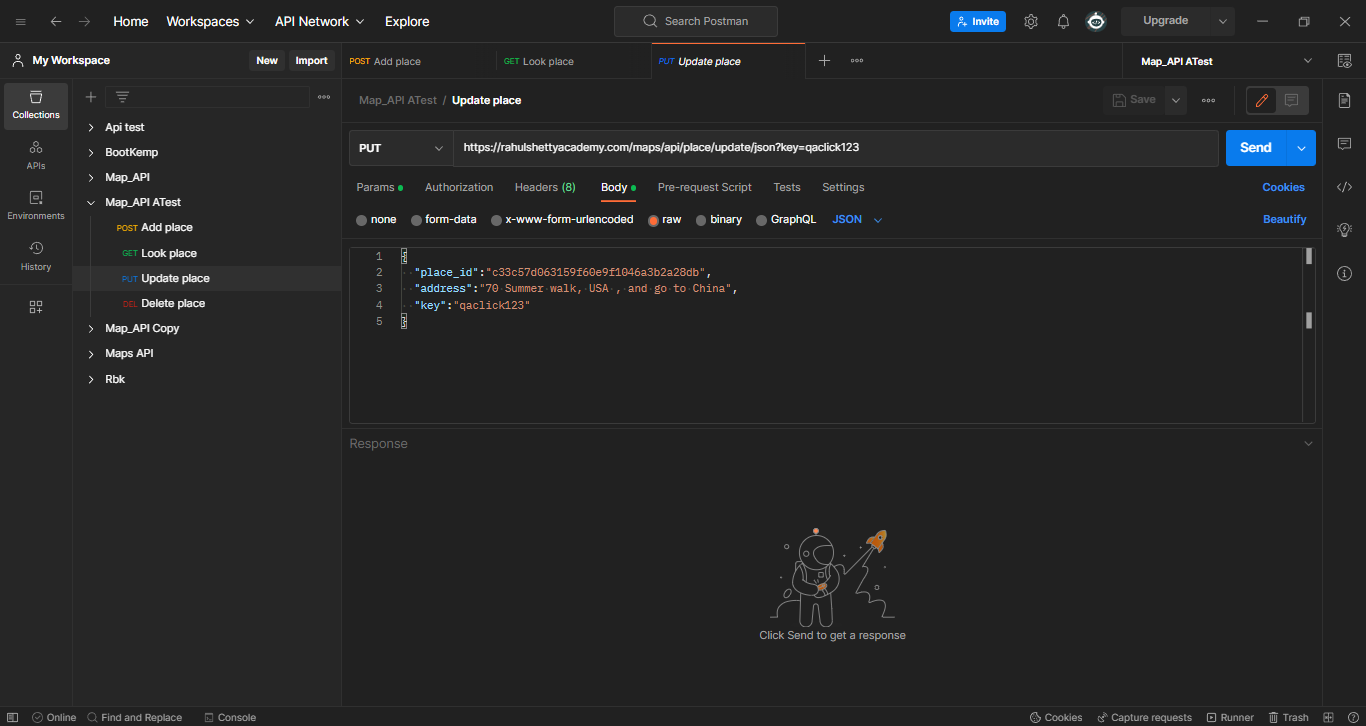 Home Workspaces API Network Explore Search Postman Invite Upgrade
My Workspace New Import POST Add place GET Look place PUT Update place Map_API ATest
Collections
APIs
Environments
History
Api test
BootKemp
Map_API
Map_API ATest
POST Add place
GET Look place
PUT Update place
DEL Delete place
Map_API Copy
Maps API
Rbk
Map_API ATest / Update place Save
PUT https://rahulshettyacademy.com/maps/api/place/update/json?key=qaclick123 Send
Params Authorization Headers (8) Body Pre-request Script Tests Settings Cookies
none form-data x-www-form-urlencoded raw binary GraphQL JSON Beautify
1 {
2 "place_id":"c33c57d063159f60e9f1046a3b2a28db",
3 "address":"70 Summer walk, USA , and go to China",
4 "key":"qaclick123"
5 }
Response
Click Send to get a response
Online Find and Replace Console Cookies Capture requests Runner Trash